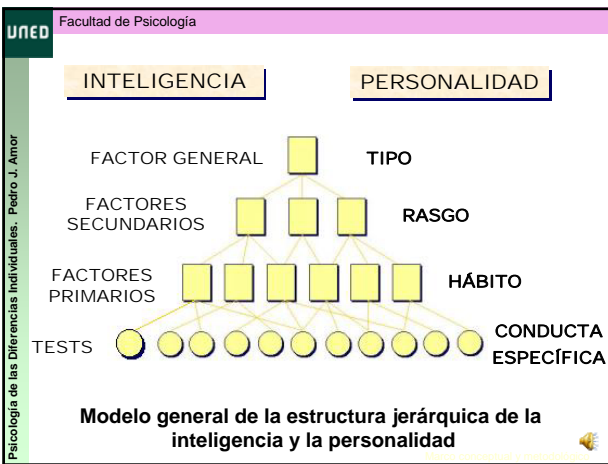 UNED
Facultad de Psicología
Psicología de las Diferencias Individuales. Pedro J. Amor
INTELIGENCIA
PERSONALIDAD
FACTOR GENERAL
TIPO
FACTORES
SECUNDARIOS
RASGO
FACTORES
PRIMARIOS
HÁBITO
TESTS
CONDUCTA
ESPECÍFICA
Modelo general de la estructura jerárquica de la
inteligencia y la personalidad